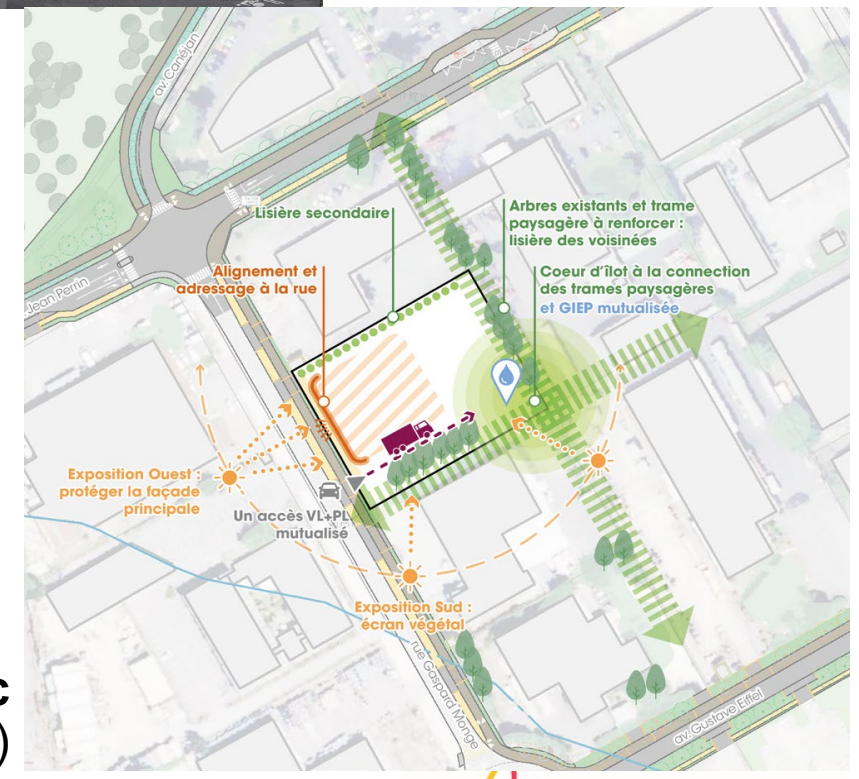 av. Canéjan
Lisière secondaire
Arbres existants et trame
paysagère à renforcer :
lisière des voisinées
Alignement et
adressage à la rue
Coeur d'îlot à la connection
des trames paysagères
et GIEP mutualisée
Jean Perrin
Exposition Ouest :
protéger la façade
principale
Un accès VL+PL
mutualisé
Exposition Sud :
écran végétal
rue Gaspard Monge
av. Gustave Eiffel
c
)